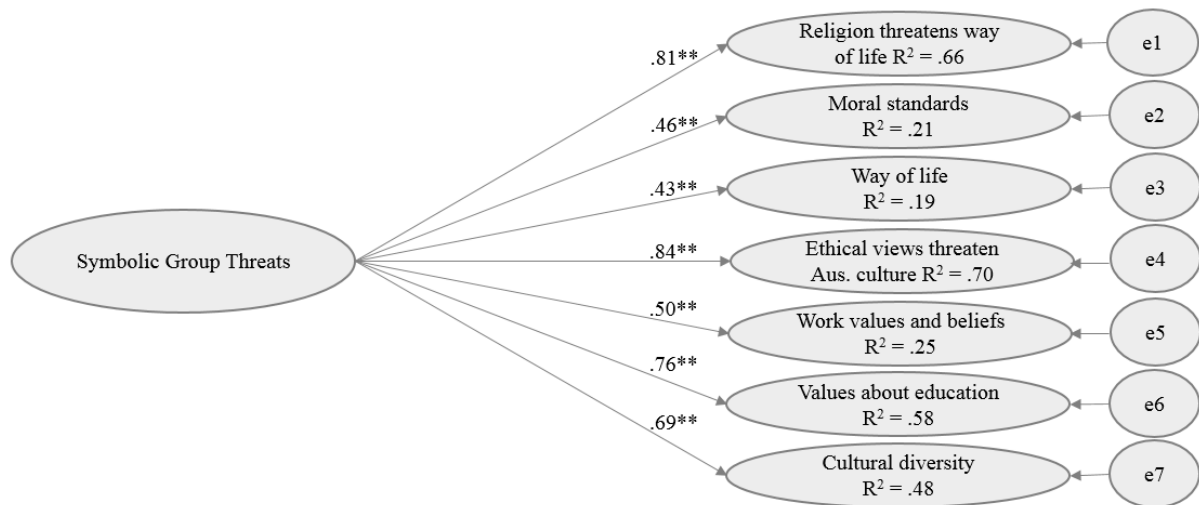 Religion threatens way
of life R² = .66
e1
.81**
Moral standards
R² = .21
e2
.46**
Way of life
R² = .19
e3
.43**
Symbolic Group Threats
.84**
Ethical views threaten
Aus. culture R² = .70
e4
.50**
Work values and beliefs
R² = .25
e5
.76**
Values about education
R² = .58
e6
.69**
Cultural diversity
R² = .48
e7